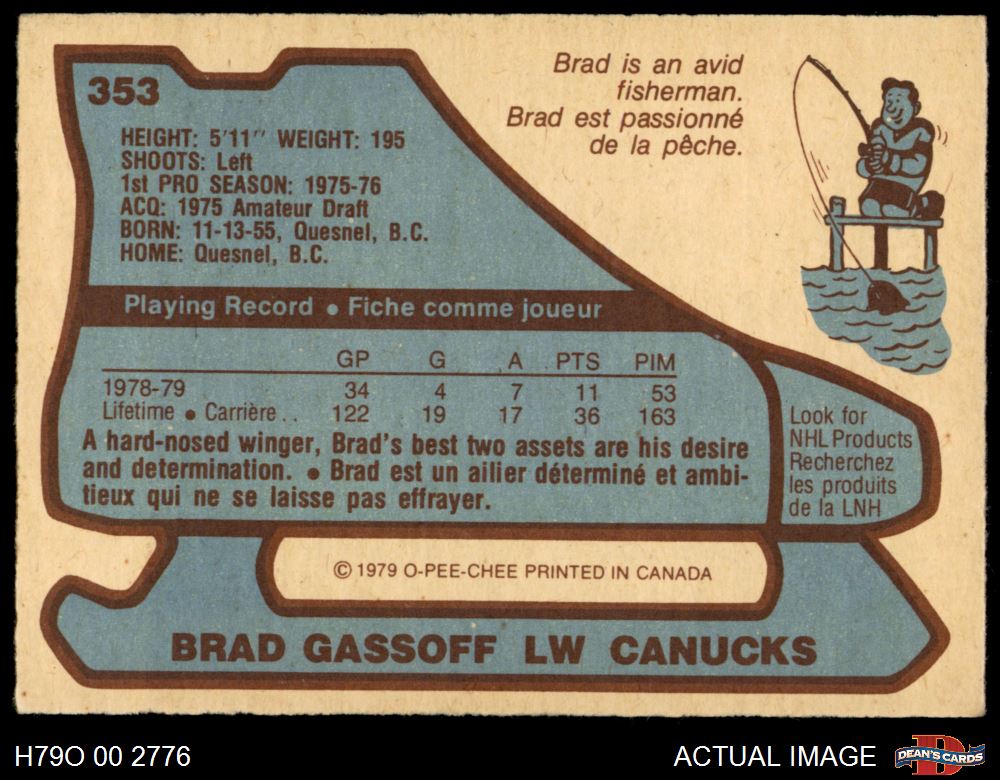 353
HEIGHT: 5'11" WEIGHT: 195
SHOOTS: Left
1st PRO SEASON: 1975-76
ACQ: 1975 Amateur Draft
BORN: 11-13-55, Quesnel, B.C.
HOME: Quesnel, B.C.
Brad is an avid
fisherman.
Brad est passionné
de la pêche.
Playing Record • Fiche comme joueur
GP G A PTS PIM
1978-79 34 4 7 11 53
Lifetime • Carrière . . 122 19 17 36 163
A hard-nosed winger, Brad's best two assets are his desire
and determination. • Brad est un ailier déterminé et ambi-
tieux qui ne se laisse pas effrayer.
Look for
NHL Products
Recherchez
les produits
de la LNH
© 1979 O-PEE-CHEE PRINTED IN CANADA
BRAD GASSOFF LW CANUCKS
H79O 00 2776
ACTUAL IMAGE
D
DEAN'S CARDS